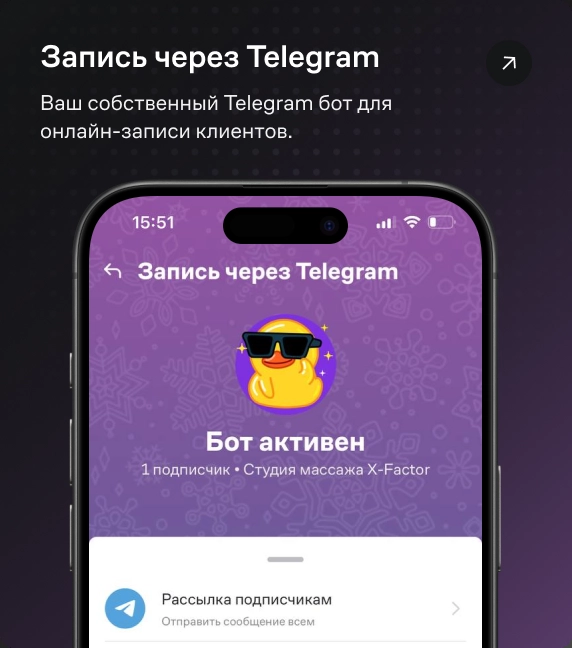 Запись через Telegram
Ваш собственный Telegram бот для
онлайн-записи клиентов.
15:51
Запись через Telegram
Бот активен
1 подписчик • Студия массажа X-Factor
Рассылка подписчикам
Отправить сообщение всем